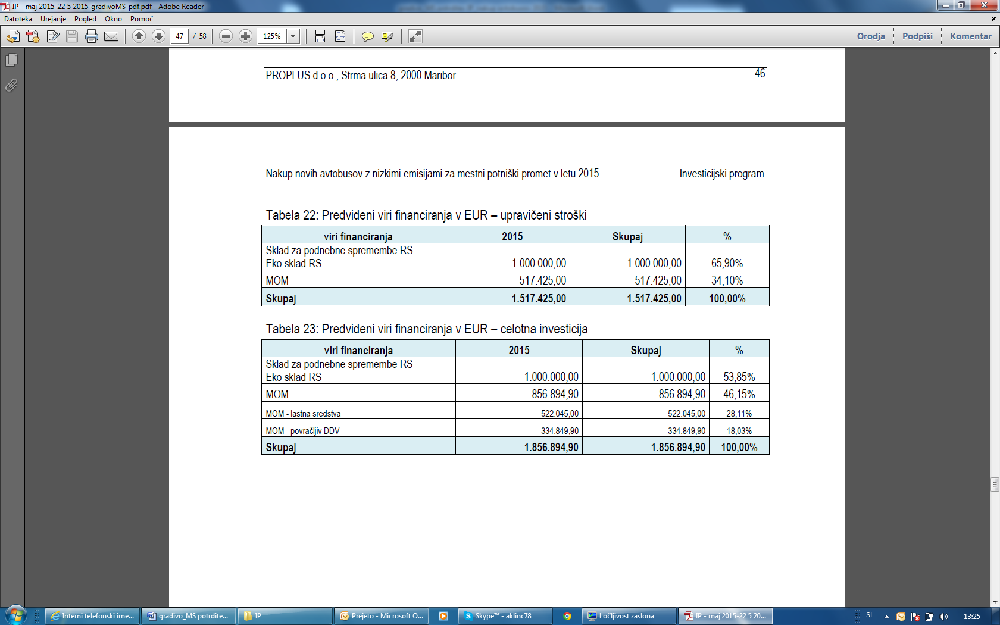 IP - maj 2015-22 5 2015-gradivoMS-pdf.pdf - Adobe Reader
Datoteka Urejanje Pogled Okno Pomoč
47 / 58 125% Orodja Podpiši Komentar
PROPLUS d.o.o., Strma ulica 8, 2000 Maribor 46
Nakup novih avtobusov z nizkimi emisijami za mestni potniški promet v letu 2015 Investicijski program
Tabela 22: Predvideni viri financiranja v EUR – upravičeni stroški
viri financiranja 2015 Skupaj %
Sklad za podnebne spremembe RS
Eko sklad RS 1.000.000,00 1.000.000,00 65,90%
MOM 517.425,00 517.425,00 34,10%
Skupaj 1.517.425,00 1.517.425,00 100,00%
Tabela 23: Predvideni viri financiranja v EUR – celotna investicija
viri financiranja 2015 Skupaj %
Sklad za podnebne spremembe RS
Eko sklad RS 1.000.000,00 1.000.000,00 53,85%
MOM 856.894,90 856.894,90 46,15%
MOM - lastna sredstva 522.045,00 522.045,00 28,11%
MOM - povračljiv DDV 334.849,90 334.849,90 18,03%
Skupaj 1.856.894,90 1.856.894,90 100,00%
Interni telefonski ime... gradivo_MS potrdite... IP Prejeto - Microsoft O... Skype™ - aklinc78 Ločljivost zaslona IP - maj 2015-22 5 20... SL 13:25